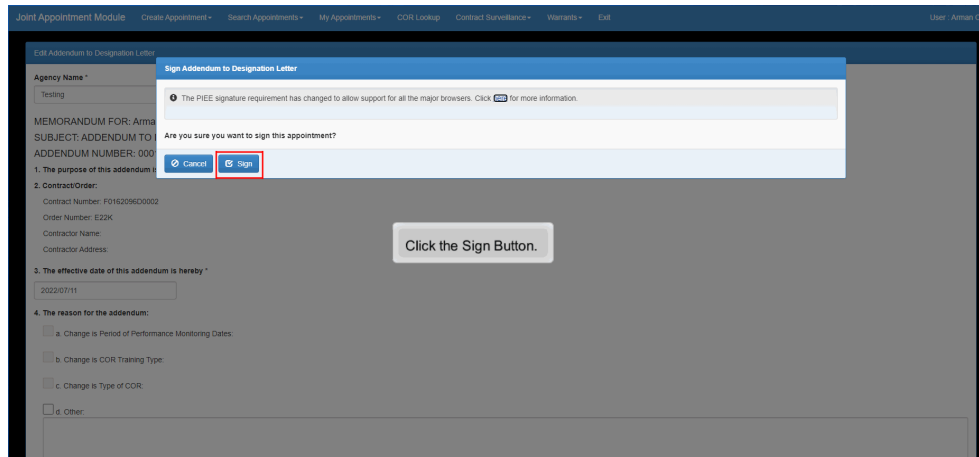 Joint Appointment Module Create Appointment Search Appointments My Appointments COR Lookup Contract Surveillance Warrants Exit User : Arman
Edit Addendum to Designation Letter
Sign Addendum to Designation Letter
Agency Name *
Testing
The PIEE signature requirement has changed to allow support for all the major browsers. Click here for more information.
MEMORANDUM FOR: Arma
SUBJECT: ADDENDUM TO
Are you sure you want to sign this appointment?
ADDENDUM NUMBER: 000
Cancel Sign
1. The purpose of this addendum
2. Contract/Order:
Contract Number: F0162096D0002
Order Number: E22K
Contractor Name:
Contractor Address:
Click the Sign Button.
3. The effective date of this addendum is hereby *
2022/07/11
4. The reason for the addendum:
a. Change is Period of Performance Monitoring Dates:
b. Change is COR Training Type:
c. Change is Type of COR:
d. Other: